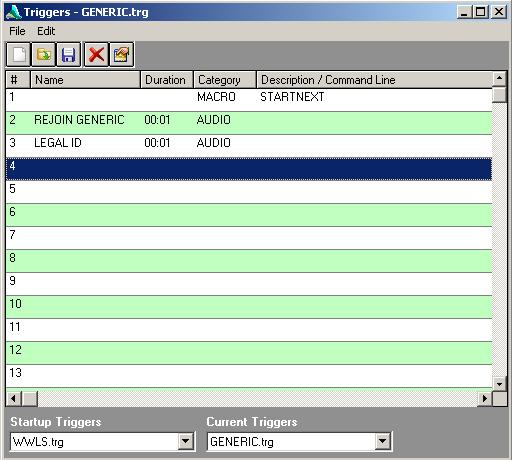 Triggers - GENERIC.trg
File Edit
# Name Duration Category Description / Command Line
1 MACRO STARTNEXT
2 REJOIN GENERIC 00:01 AUDIO
3 LEGAL ID 00:01 AUDIO
4
5
6
7
8
9
10
11
12
13
Startup Triggers Current Triggers
WWLS.trg GENERIC.trg